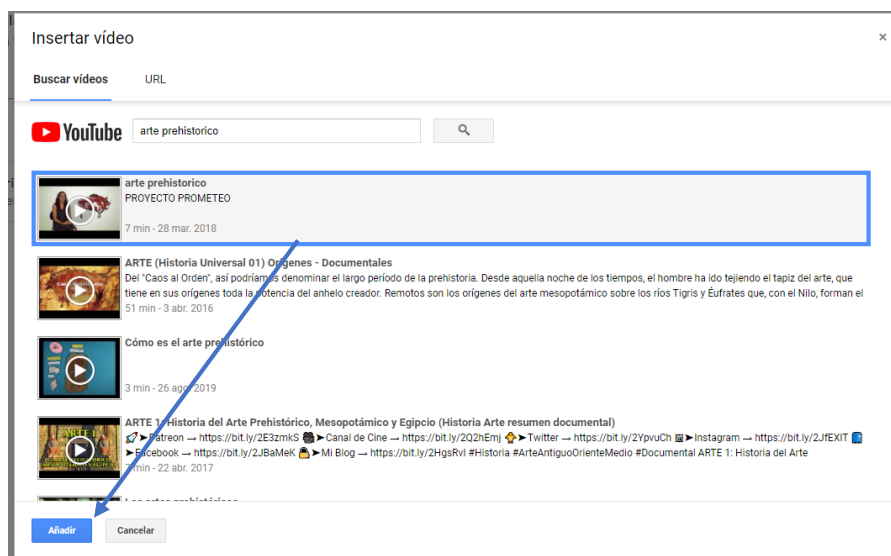 Insertar vídeo
×
Buscar vídeos URL
YouTube arte prehistorico
arte prehistorico
PROYECTO PROMETEO
7 min - 28 mar. 2018
ARTE (Historia Universal 01) Orígenes - Documentales
Del "Caos al Orden", así podríamos denominar el largo período de la prehistoria. Desde aquella noche de los tiempos, el hombre ha ido tejiendo el tapiz del arte, que
tiene en sus orígenes toda la potencia del anhelo creador. Remotos son los orígenes del arte mesopotámico sobre los ríos Tigris y Éufrates que, con el Nilo, forman el
51 min - 3 abr. 2016
Cómo es el arte prehistórico
3 min - 26 ago. 2019
ARTE 1: Historia del Arte Prehistórico, Mesopotámico y Egipcio (Historia Arte resumen documental)
🚀➤Patreon → https://bit.ly/2E3zmkS 🎬➤Canal de Cine → https://bit.ly/2Q2hEmj 🐥➤Twitter → https://bit.ly/2YpvuCh 🖼➤Instagram → https://bit.ly/2JfEXIT 📘
➤Facebook → https://bit.ly/2JBaMeK ➤Mi Blog → https://bit.ly/2HgsRvI #Historia #ArteAntiguoOrienteMedio #Documental ARTE 1: Historia del Arte
7 min - 22 abr. 2017
Añadir Cancelar